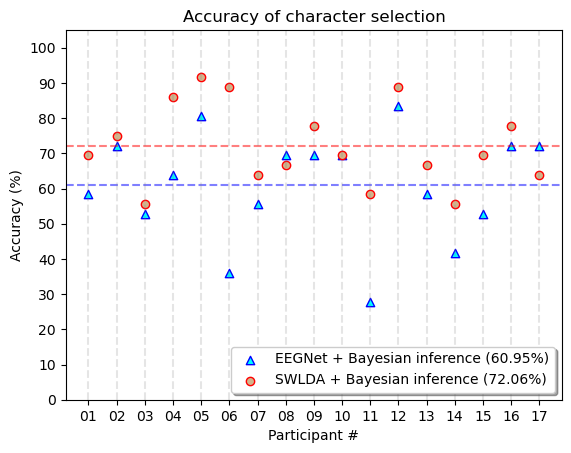 Accuracy of character selection
Accuracy (%)
100
90
80
70
60
50
40
30
20
10
0
EEGNet + Bayesian inference (60.95%)
SWLDA + Bayesian inference (72.06%)
01 02 03 04 05 06 07 08 09 10 11 12 13 14 15 16 17
Participant #